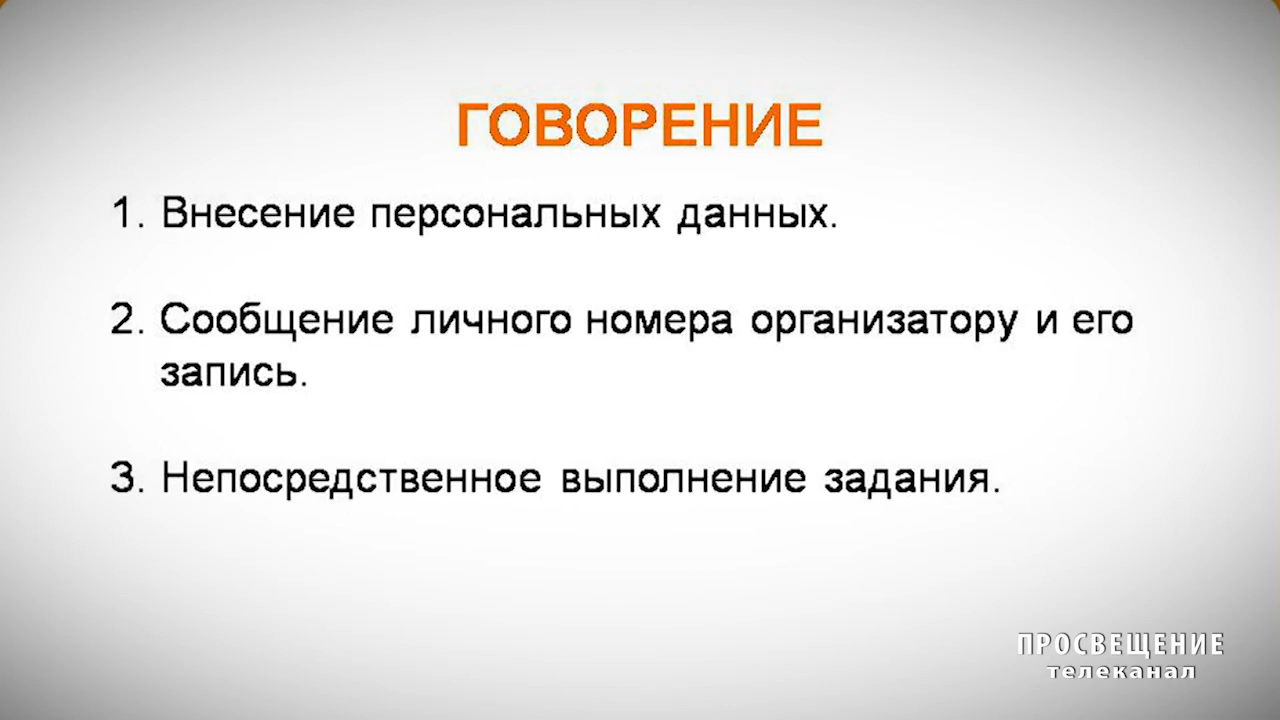 ГОВОРЕНИЕ
1. Внесение персональных данных.
2. Сообщение личного номера организатору и его
запись.
3. Непосредственное выполнение задания.
ПРОСВЕЩЕНИЕ
телеканал